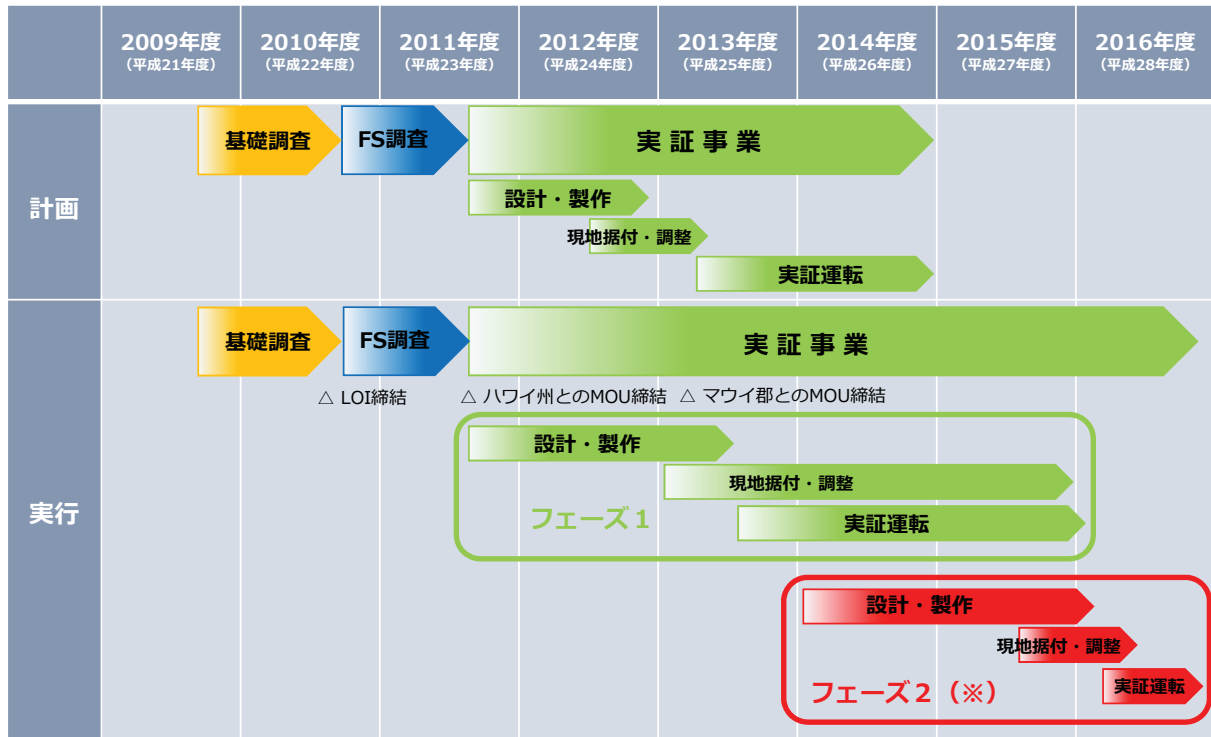 2009年度 2010年度 2011年度 2012年度 2013年度 2014年度 2015年度 2016年度
（平成21年度） （平成22年度） （平成23年度） （平成24年度） （平成25年度） （平成26年度） （平成27年度） （平成28年度）
計画
基礎調査 FS調査 実証事業
設計・製作
現地据付・調整
実証運転
実行
基礎調査 FS調査 実証事業
△ LOI締結 △ ハワイ州とのMOU締結 △ マウイ郡とのMOU締結
設計・製作
現地据付・調整
フェーズ１ 実証運転
設計・製作
現地据付・調整
フェーズ２（※） 実証運転